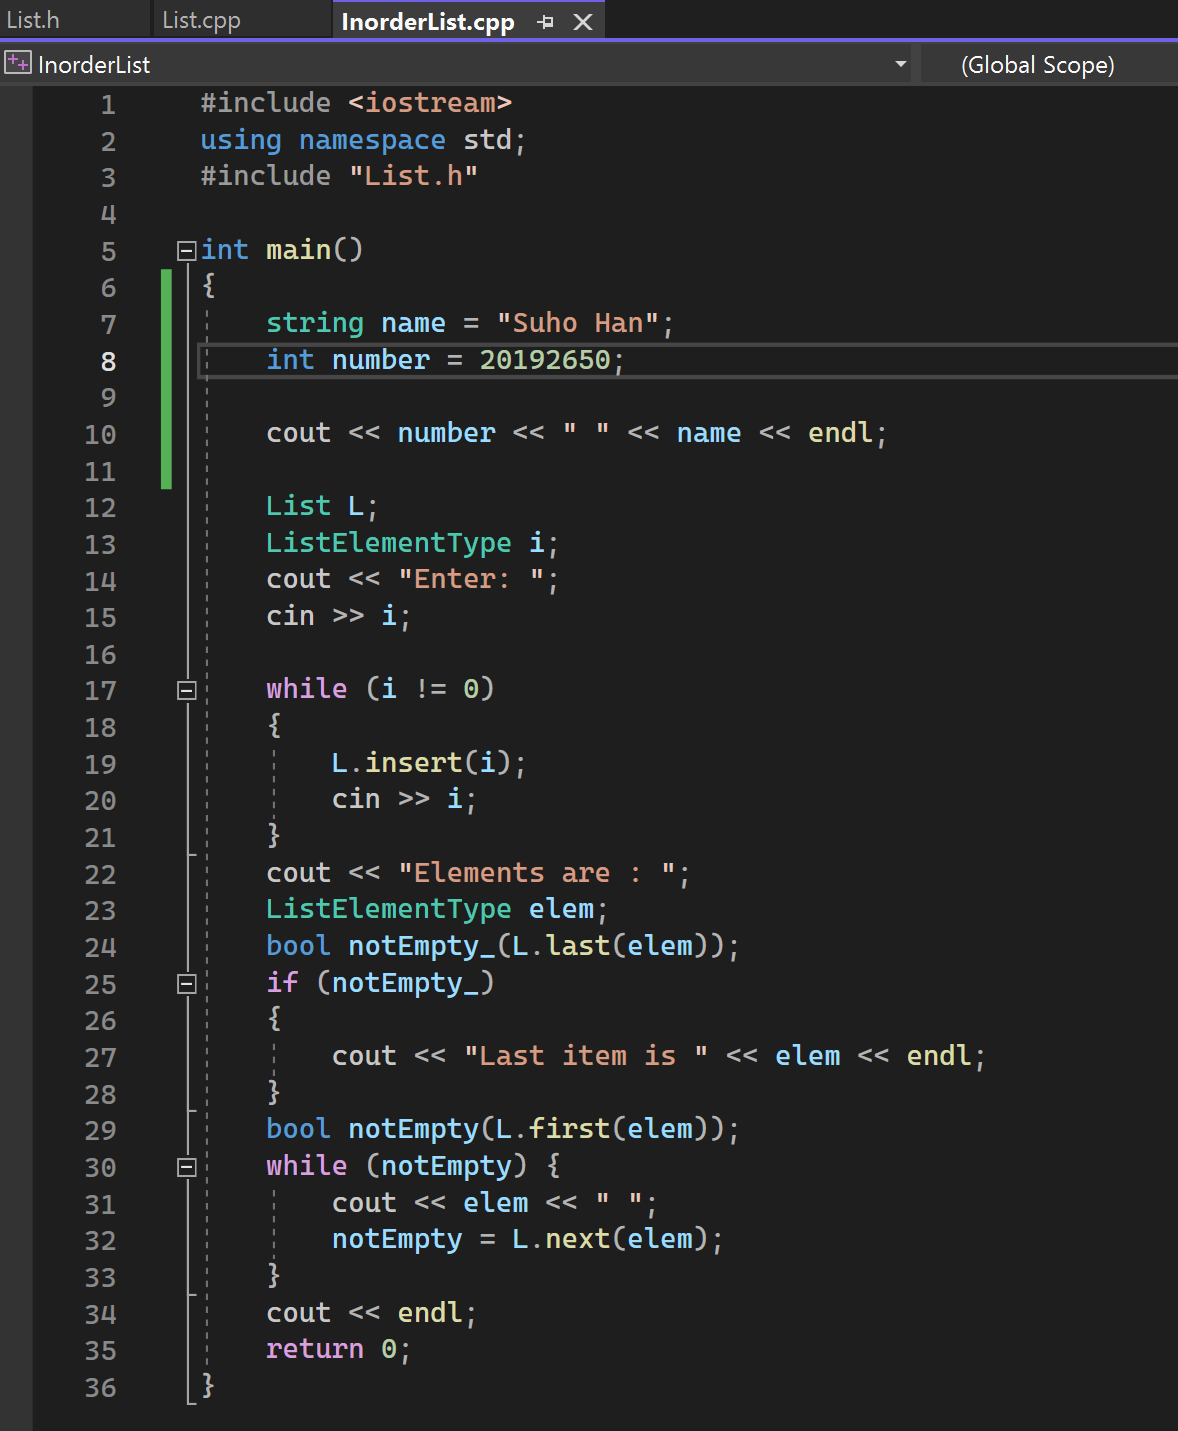 List.h List.cpp InorderList.cpp
InorderList (Global Scope)
1 #include <iostream>
2 using namespace std;
3 #include "List.h"
4
5 int main()
6 {
7 string name = "Suho Han";
8 int number = 20192650;
9
10 cout << number << " " << name << endl;
11
12 List L;
13 ListElementType i;
14 cout << "Enter: ";
15 cin >> i;
16
17 while (i != 0)
18 {
19 L.insert(i);
20 cin >> i;
21 }
22 cout << "Elements are : ";
23 ListElementType elem;
24 bool notEmpty_(L.last(elem));
25 if (notEmpty_)
26 {
27 cout << "Last item is " << elem << endl;
28 }
29 bool notEmpty(L.first(elem));
30 while (notEmpty) {
31 cout << elem << " ";
32 notEmpty = L.next(elem);
33 }
34 cout << endl;
35 return 0;
36 }